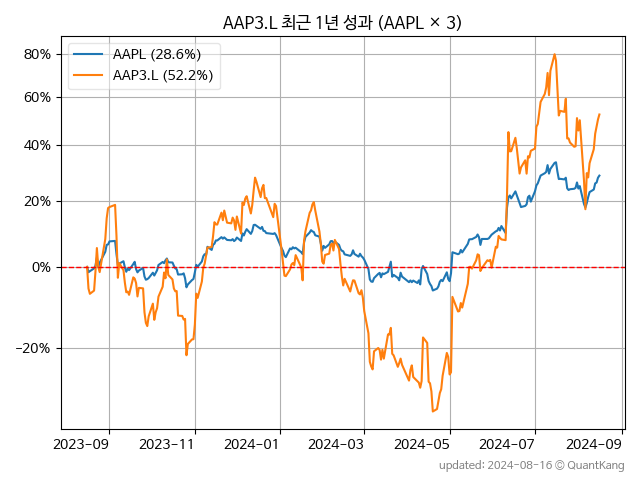 AAP3.L 최근 1년 성과 (AAPL × 3)
AAPL (28.6%)
AAP3.L (52.2%)
80%
60%
40%
20%
0%
−20%
2023-09 2023-11 2024-01 2024-03 2024-05 2024-07 2024-09
updated: 2024-08-16 © QuantKang